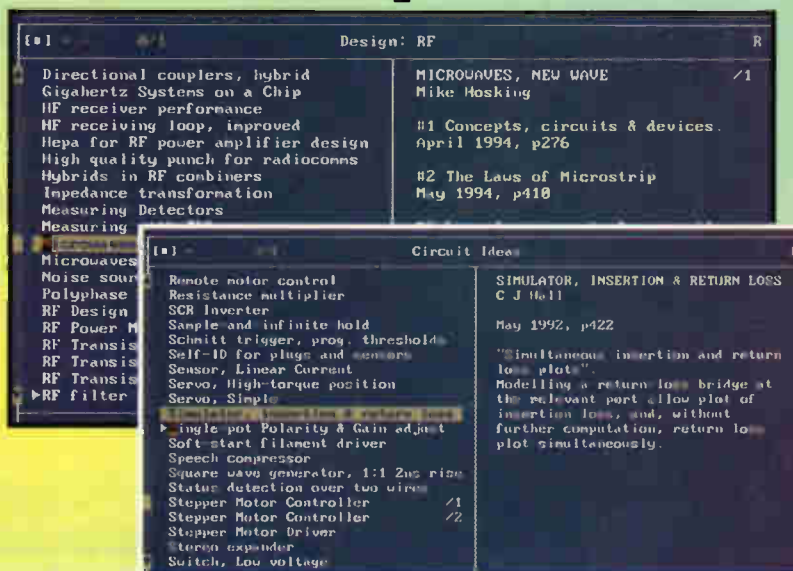 [■]
Design: RF
R
Directional couplers, hybrid
Gigahertz Systems on a Chip
HF receiver performance
HF receiving loop, improved
Hepa for RF power amplifier design
High quality punch for radiocomms
Hybrids in RF combiners
Impedance transformation
Measuring Detectors
Measuring
Microwaves
Noise sour
Polyphase
RF Design
RF Power M
RF Transis
RF Transis
RF Transis
►RF filter
MICROWAVES, NEW WAVE /1
Mike Hosking
#1 Concepts, circuits & devices.
April 1994, p276
#2 The Laws of Microstrip
May 1994, p410
[■]
Circuit Ideas
Remote motor control
Resistance multiplier
SCR Inverter
Sample and infinite hold
Schmitt trigger, prog. thresholds
Self-ID for plugs and sensors
Sensor, Linear Current
Servo, High-torque position
Servo, Simple
Simulator, insertion & return loss
►Single pot Polarity & Gain adjust
Soft-start filament driver
Speech compressor
Square wave generator, 1:1 2ns rise
Status detection over two wires
Stepper Motor Controller /1
Stepper Motor Controller /2
Stepper Motor Driver
Stereo expander
Switch, Low voltage
SIMULATOR, INSERTION & RETURN LOSS
C J Hall
May 1992, p422
"Simultaneous insertion and return
loss plots".
Modelling a return loss bridge at
the relevant port allow plot of
insertion loss, and, without
further computation, return loss
plot simultaneously.